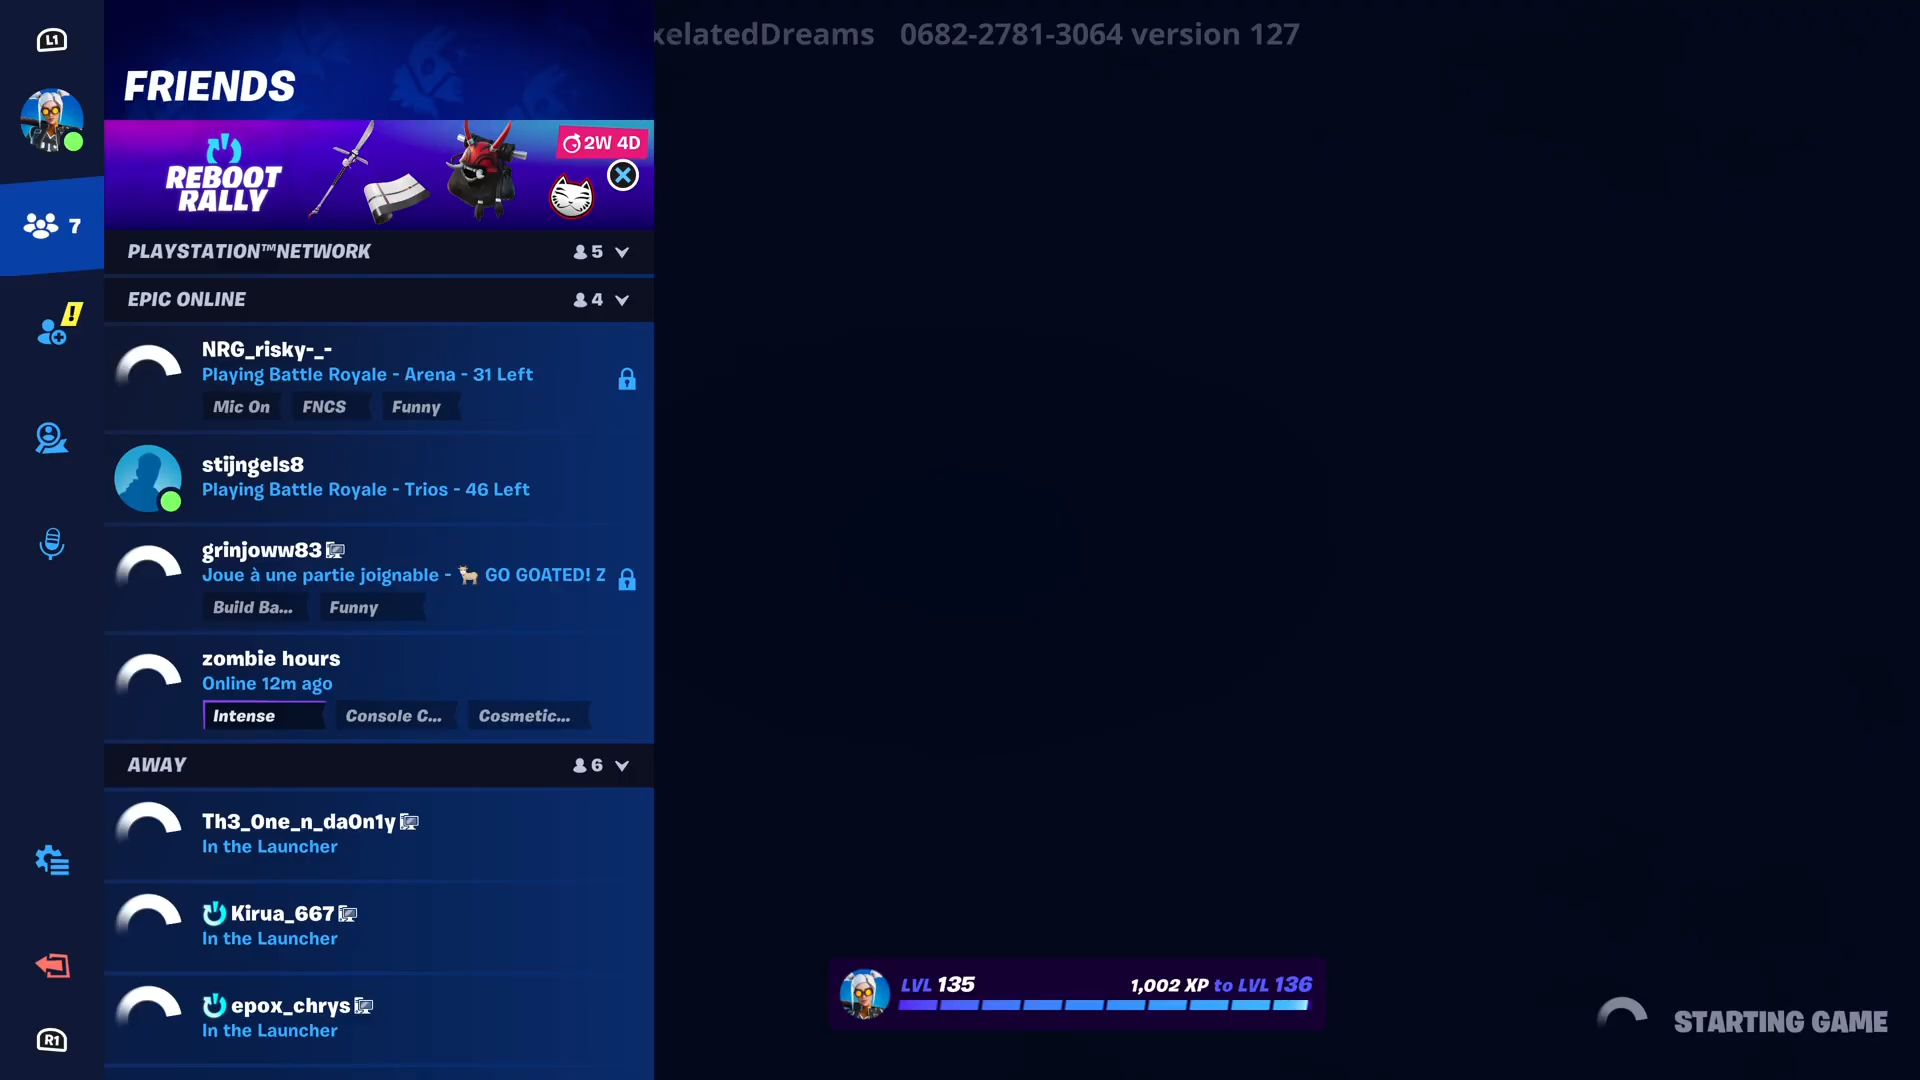 L1
xelatedDreams 0682-2781-3064 version 127
FRIENDS
REBOOT
RALLY
2W 4D
7
PLAYSTATION™NETWORK 5
EPIC ONLINE 4
NRG_risky-_-
Playing Battle Royale - Arena - 31 Left
Mic On FNCS Funny
stijngels8
Playing Battle Royale - Trios - 46 Left
grinjoww83
Joue à une partie joignable - 🐐 GO GOATED! Z
Build Ba... Funny
zombie hours
Online 12m ago
Intense Console C... Cosmetic...
AWAY 6
Th3_One_n_daOn1y
In the Launcher
Kirua_667
In the Launcher
epox_chrys
In the Launcher
R1
LVL 135 1,002 XP to LVL 136
STARTING GAME